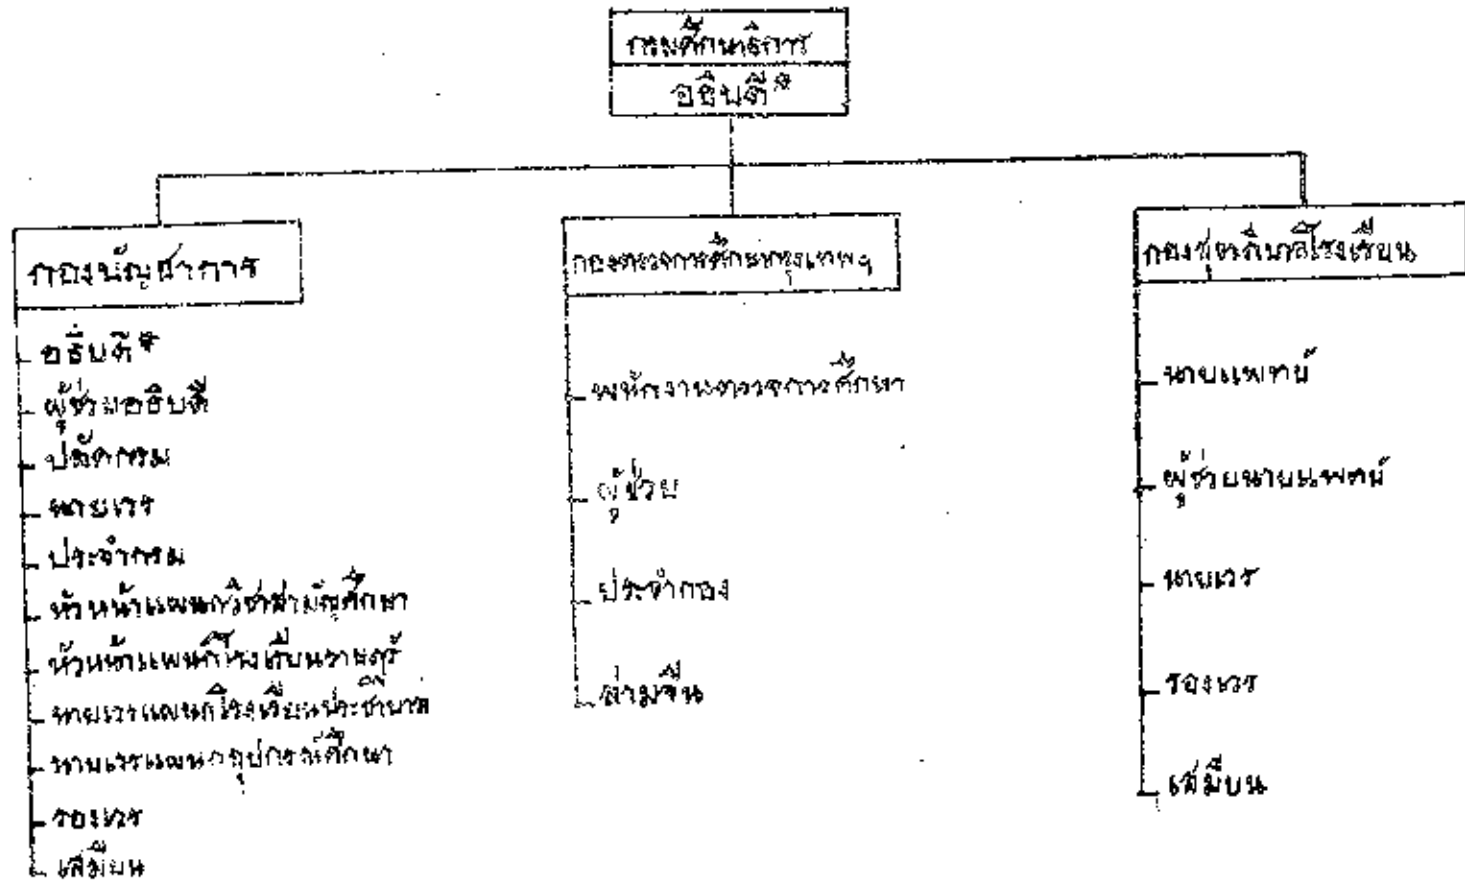 กรมศึกษาธิการ
อธิบดี*
กองบัญชาการ
อธิบดี*
ผู้ช่วยอธิบดี
ปลัดกรม
นายเวร
ประจำกรม
หัวหน้าแผนกวิชาสามัญศึกษา
หัวหน้าแผนกโรงเรียนราษฎร์
นายเวรแผนกโรงเรียนประชาบาล
นายเวรแผนกอุปกรณ์ศึกษา
รองเวร
เสมียน
กองตรวจการศึกษากรุงเทพฯ
พนักงานตรวจการศึกษา
ผู้ช่วย
ประจำกอง
ล่ามจีน
กองสุขาภิบาลโรงเรียน
นายแพทย์
ผู้ช่วยนายแพทย์
นายเวร
รองเวร
เสมียน